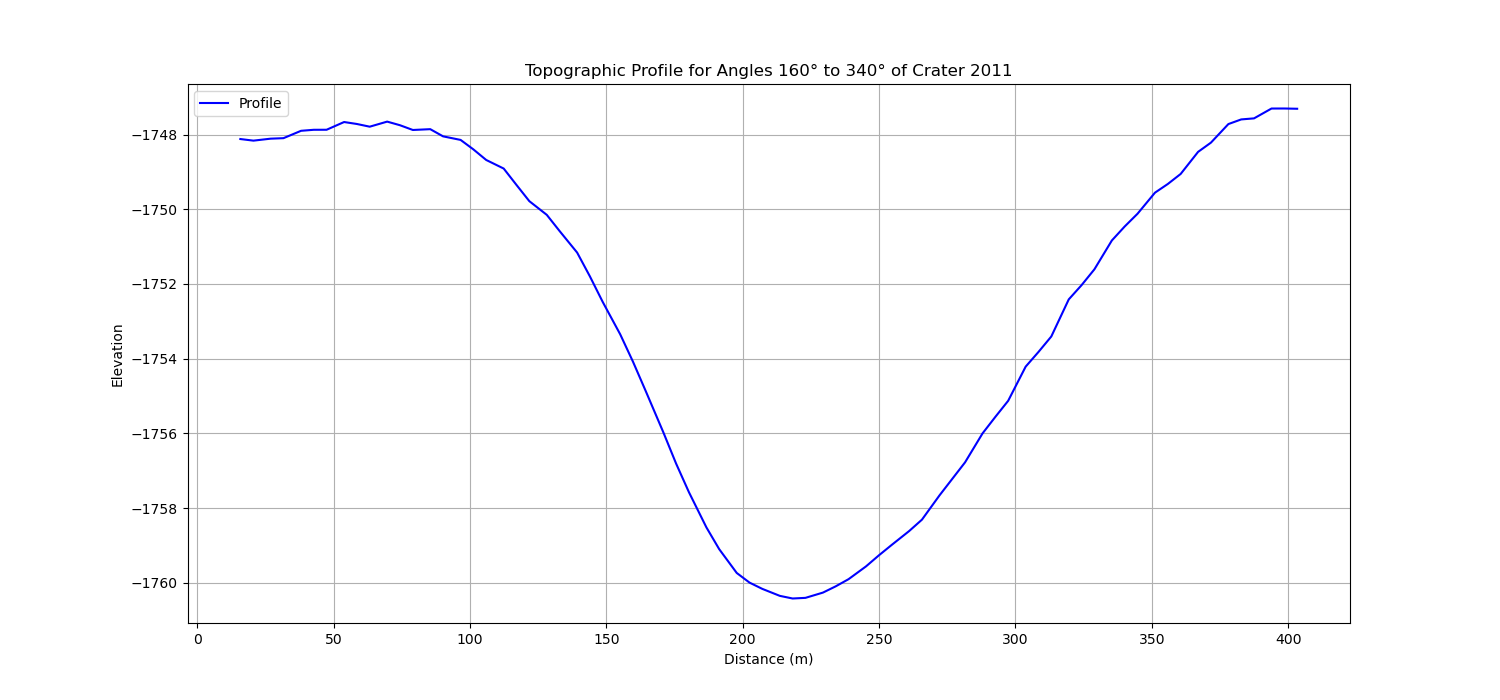 Topographic Profile for Angles 160° to 340° of Crater 2011
Profile
−1748
−1750
−1752
−1754
−1756
−1758
−1760
Elevation
0 50 100 150 200 250 300 350 400
Distance (m)